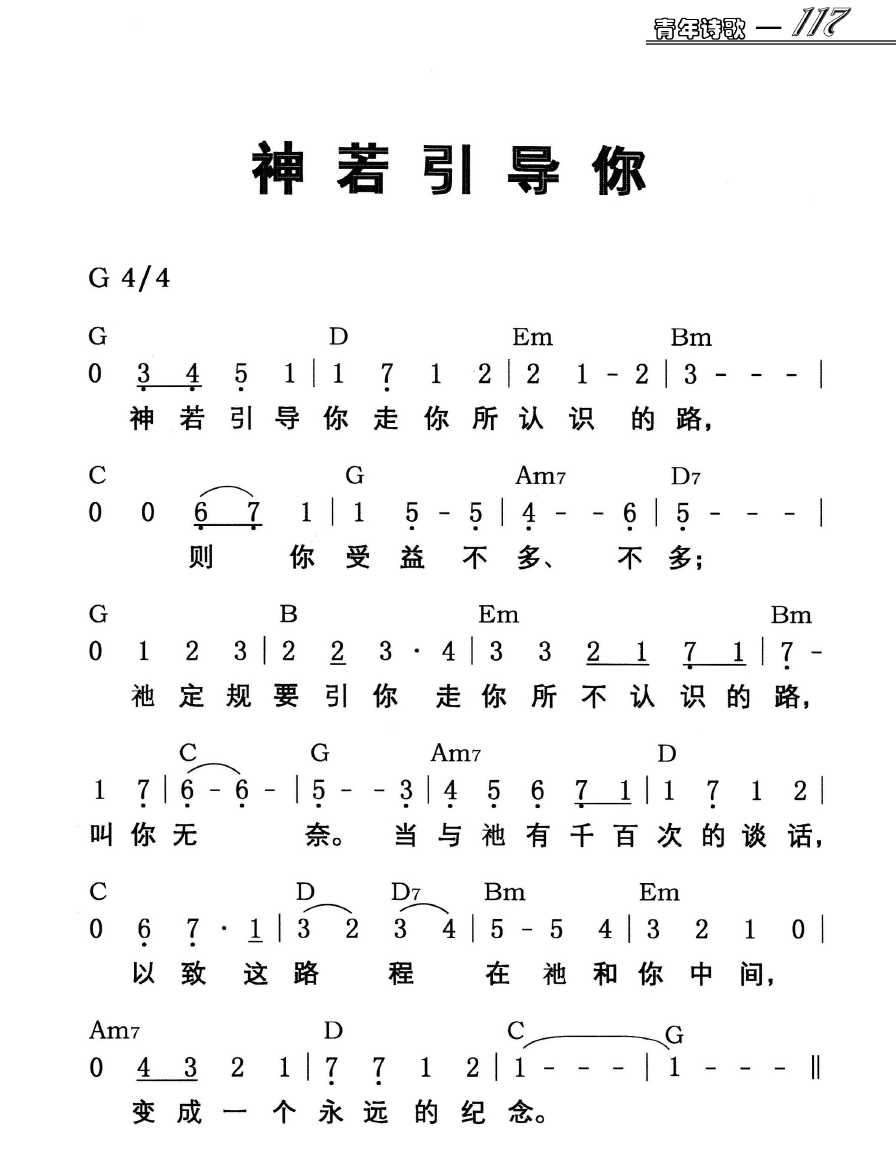 青年诗歌 — 117
神若引导你
G 4/4
G D Em Bm
0 3 4 5 1 | 1 7 1 2 | 2 1 - 2 | 3 - - - |
神若引导你走你所认识的路,
C G Am7 D7
0 0 6 7 1 | 1 5 - 5 | 4 - - 6 | 5 - - - |
则你受益不多、不多;
G B Em Bm
0 1 2 3 | 2 2 3 · 4 | 3 3 2 1 7 1 | 7 -
祂定规要引你走你所不认识的路,
C G Am7 D
1 7 | 6 - 6 - | 5 - - 3 | 4 5 6 7 1 | 1 7 1 2 |
叫你无奈。当与祂有千百次的谈话,
C D D7 Bm Em
0 6 7 · 1 | 3 2 3 4 | 5 - 5 4 | 3 2 1 0 |
以致这路程在祂和你中间,
Am7 D C G
0 4 3 2 1 | 7 7 1 2 | 1 - - - | 1 - - - ‖
变成一个永远的纪念。